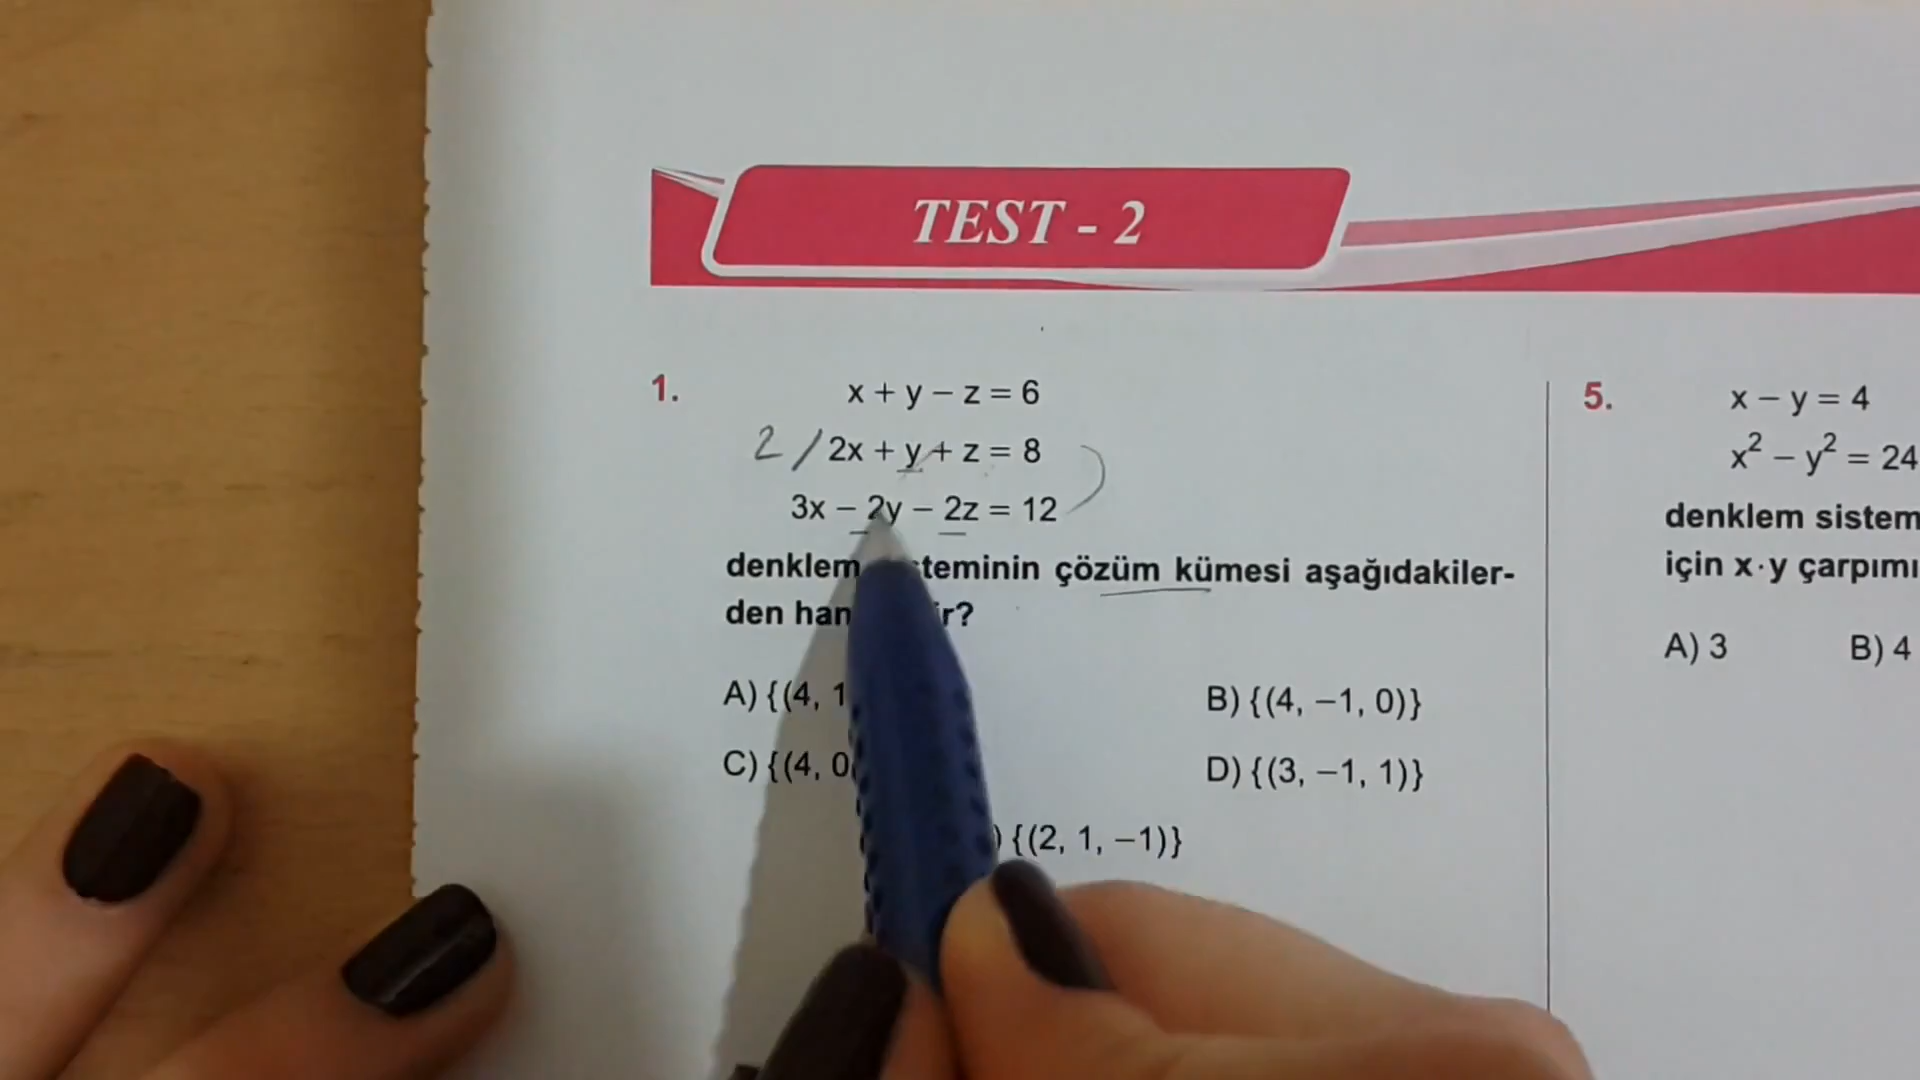 TEST - 2
1.
x + y − z = 6
2 / 2x + y + z = 8
3x − 2y − 2z = 12
denklem teminin çözüm kümesi aşağıdakiler-
den han r?
A) {(4, 1
B) {(4, −1, 0)}
C) {(4, 0
D) {(3, −1, 1)}
) {(2, 1, −1)}
5.
x − y = 4
x² − y² = 24
denklem sistem
için x·y çarpımı
A) 3
B) 4